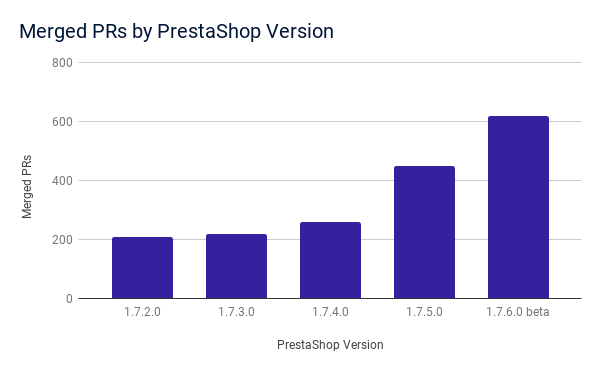 Merged PRs by PrestaShop Version
Merged PRs
800
600
400
200
0
1.7.2.0 1.7.3.0 1.7.4.0 1.7.5.0 1.7.6.0 beta
PrestaShop Version